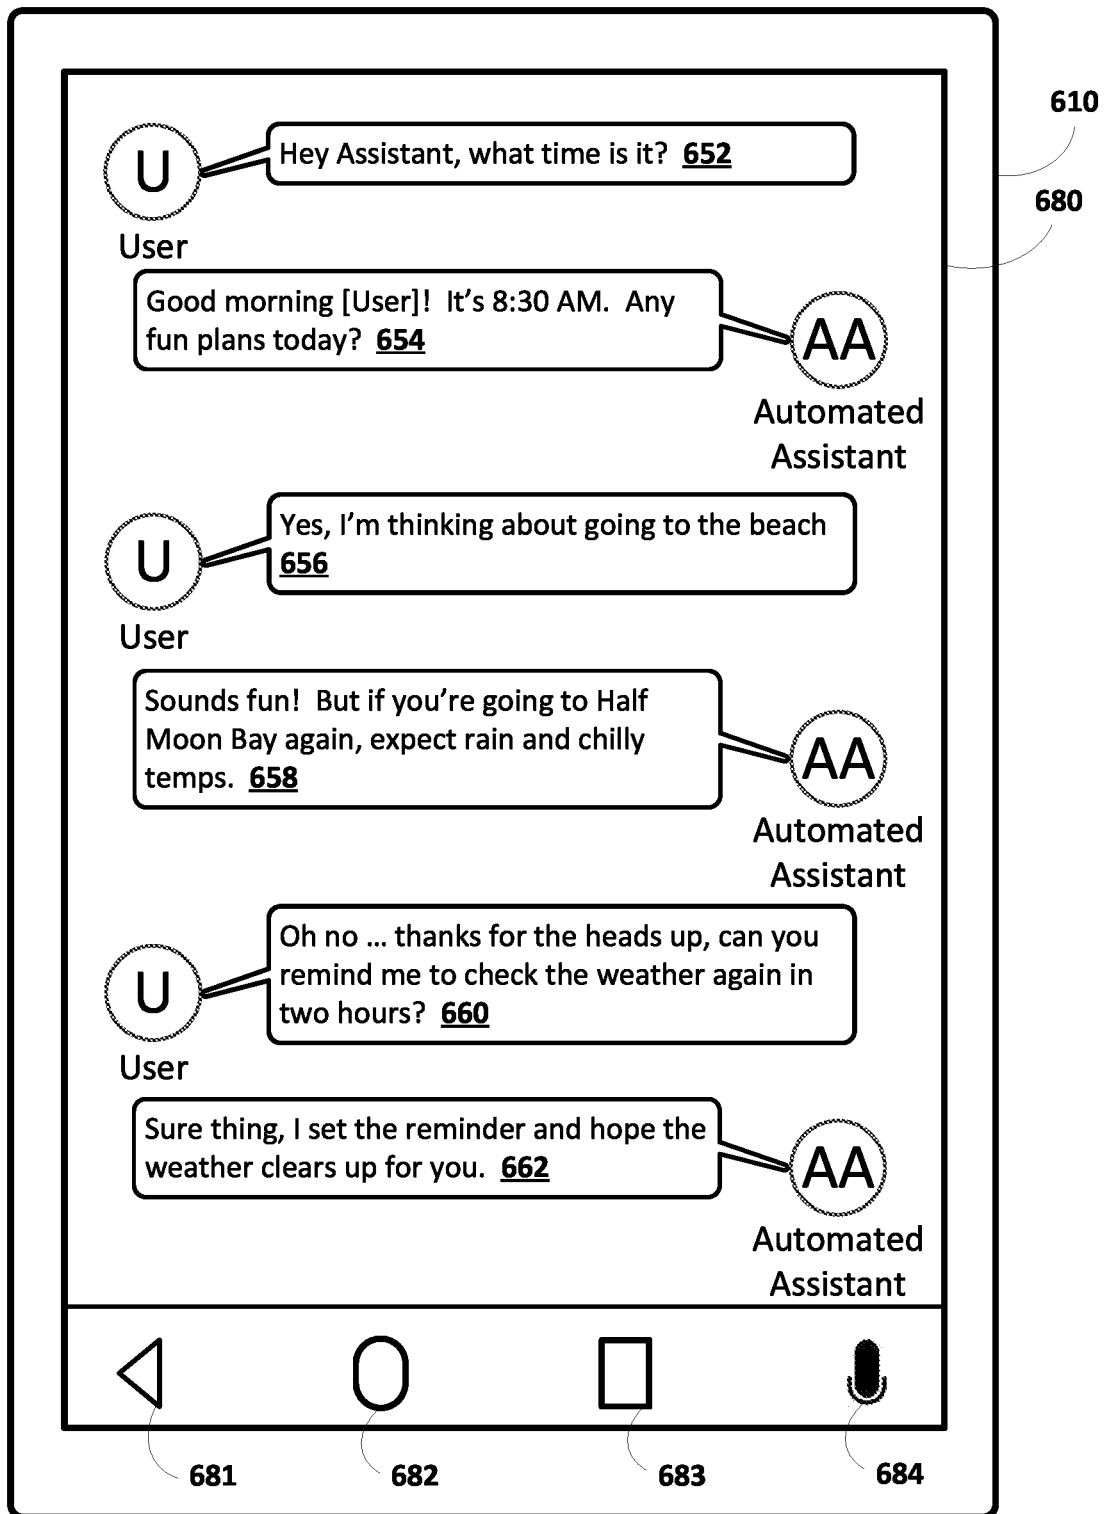 610
680
U
Hey Assistant, what time is it? 652
User
Good morning [User]! It's 8:30 AM. Any
fun plans today? 654
AA
Automated
Assistant
U
Yes, I'm thinking about going to the beach
656
User
Sounds fun! But if you're going to Half
Moon Bay again, expect rain and chilly
temps. 658
AA
Automated
Assistant
U
Oh no ... thanks for the heads up, can you
remind me to check the weather again in
two hours? 660
User
Sure thing, I set the reminder and hope the
weather clears up for you. 662
AA
Automated
Assistant
681
682
683
684